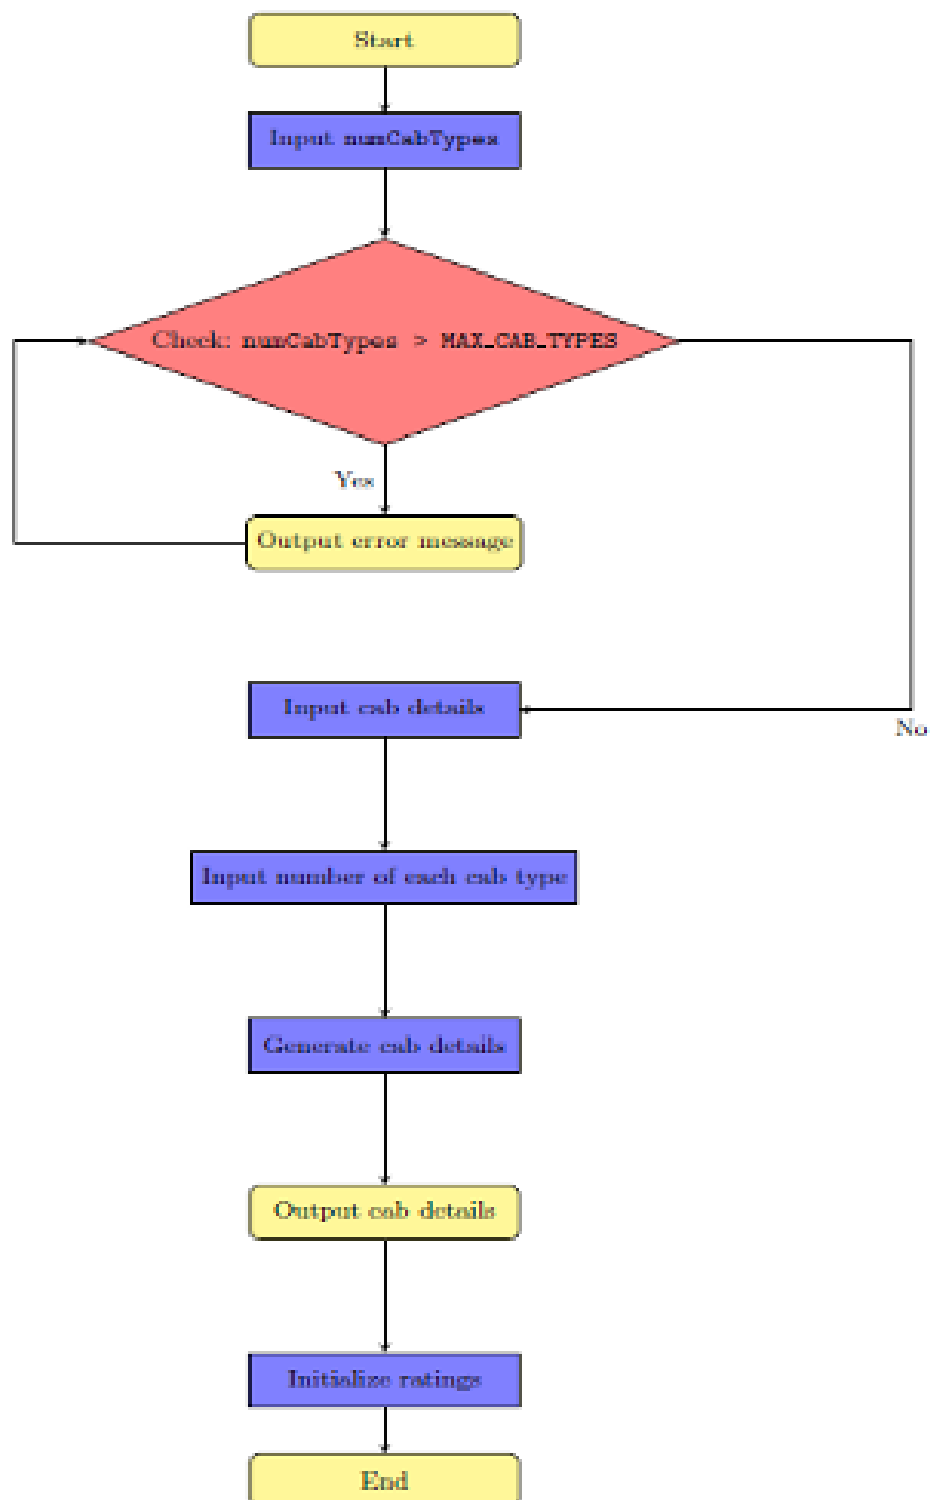 Start
Input numCabTypes
Check: numCabTypes > MAX_CAB_TYPES
Yes
Output error message
Input cab details
No
Input number of each cab type
Generate cab details
Output cab details
Initialize ratings
End